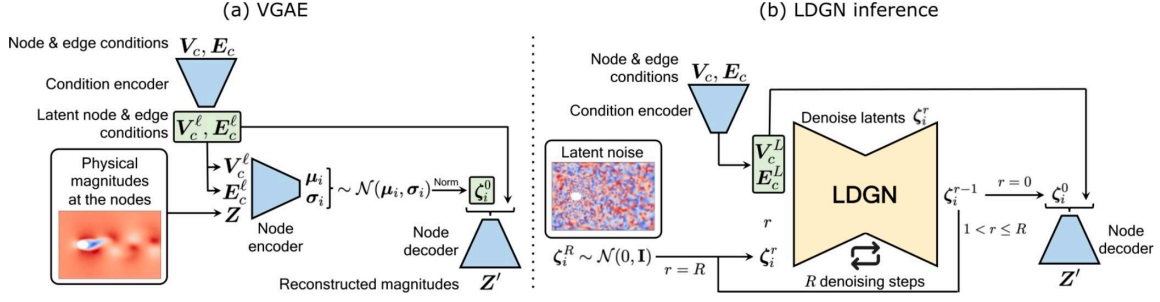 (a) VGAE
Node & edge conditions
V_c, E_c
Condition encoder
Latent node & edge
conditions
V_c^ℓ, E_c^ℓ
Physical
magnitudes
at the nodes
V_c^ℓ
E_c^ℓ
Z
Node
encoder
μ_i
σ_i
∼ N(μ_i, σ_i)
Norm
ζ_i^0
Node
decoder
Reconstructed magnitudes
Z′
(b) LDGN inference
Node & edge
conditions
V_c, E_c
Condition encoder
Latent noise
ζ_i^R ∼ N(0, I)
r = R
V_c^L
E_c^L
r
ζ_i^r
Denoise latents ζ_i^r
LDGN
R denoising steps
ζ_i^{r−1}
r = 0
1 < r ≤ R
ζ_i^0
Node
decoder
Z′